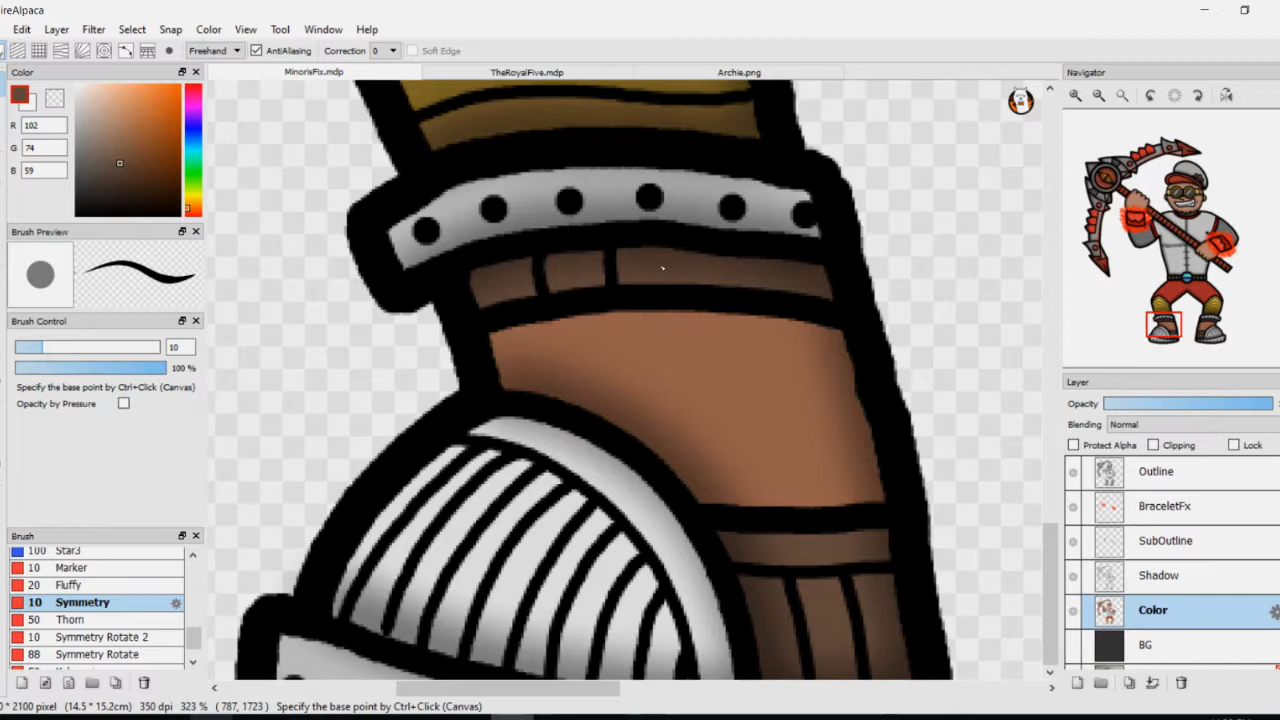 ireAlpaca
Edit Layer Filter Select Snap Color View Tool Window Help
Freehand AntiAliasing Correction 0 Soft Edge
Color MinorisFix.mdp TheRoyalFive.mdp Archie.png Navigator
R 102
G 74
B 59
Brush Preview
Brush Control
10
100 %
Specify the base point by Ctrl+Click (Canvas)
Opacity by Pressure
Brush
100 Star3
10 Marker
20 Fluffy
10 Symmetry
50 Thorn
10 Symmetry Rotate 2
88 Symmetry Rotate
Layer
Opacity
Blending Normal
Protect Alpha Clipping Lock
Outline
BraceletFx
SubOutline
Shadow
Color
BG
* 2100 pixel (14.5 * 15.2cm) 350 dpi 323 % ( 787, 1723 ) Specify the base point by Ctrl+Click (Canvas)